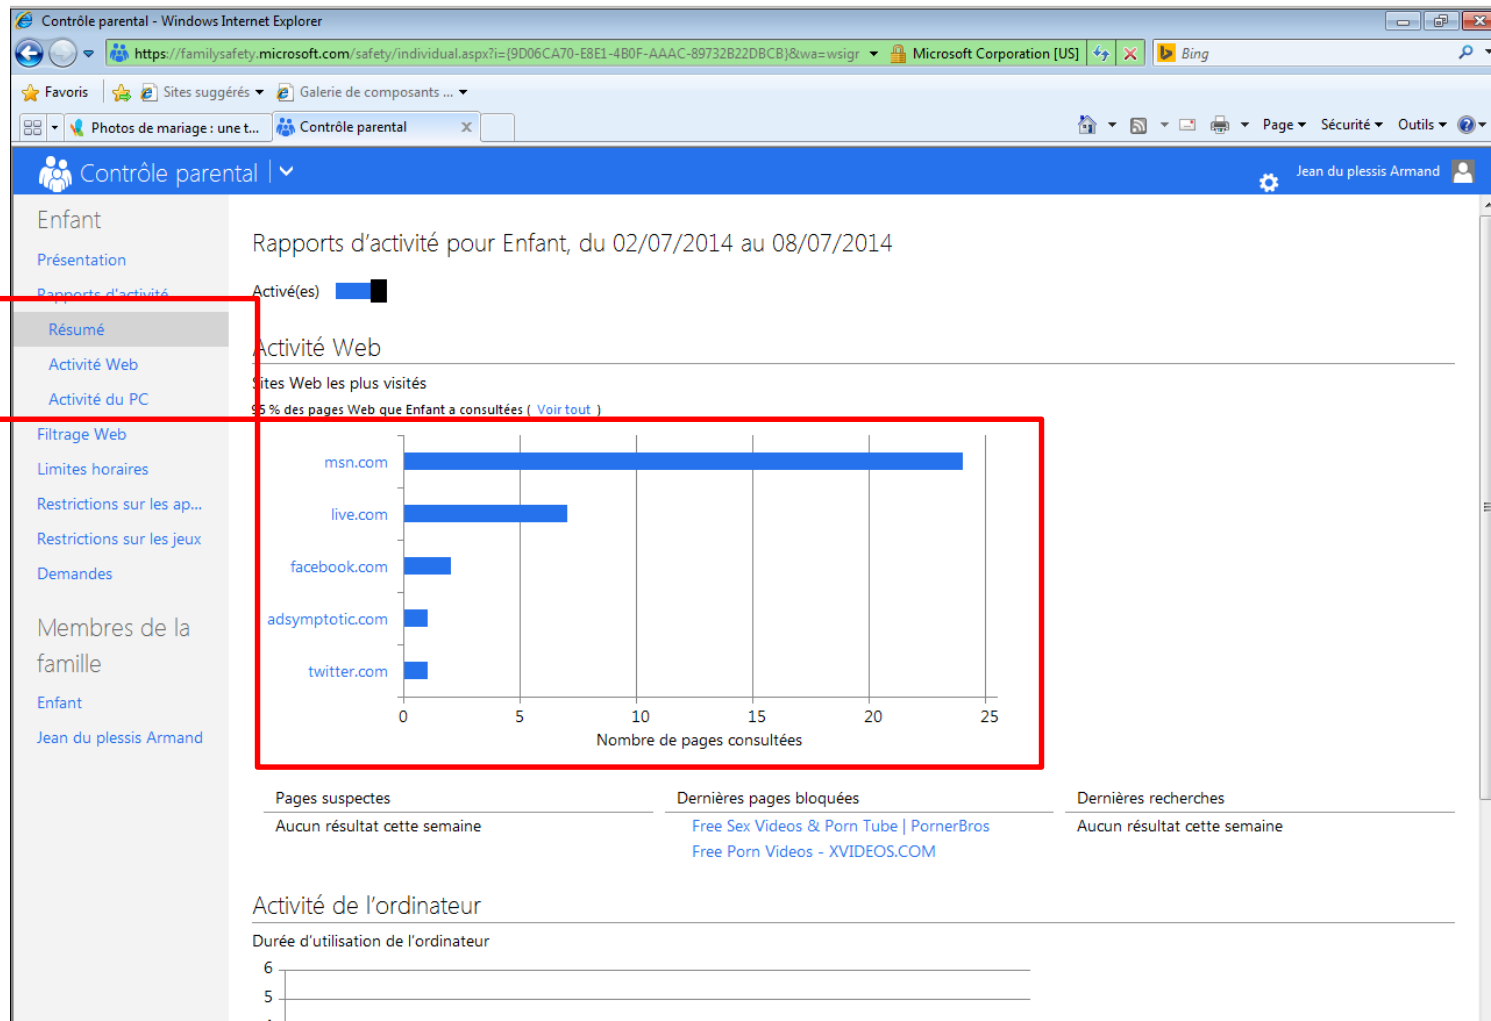 Contrôle parental - Windows Internet Explorer
https://familysafety.microsoft.com/safety/individual.aspx?i={9D06CA70-E8E1-4B0F-AAAC-89732B22DBCB}&wa=wsigr
Microsoft Corporation [US]
Bing
Favoris
Sites suggérés
Galerie de composants ...
Photos de mariage : une t...
Contrôle parental
Page
Sécurité
Outils
Contrôle parental
Jean du plessis Armand
Enfant
Présentation
Rapports d'activité
Résumé
Activité Web
Activité du PC
Filtrage Web
Limites horaires
Restrictions sur les ap...
Restrictions sur les jeux
Demandes
Membres de la
famille
Enfant
Jean du plessis Armand
Rapports d'activité pour Enfant, du 02/07/2014 au 08/07/2014
Activé(es)
Activité Web
Sites Web les plus visités
95 % des pages Web que Enfant a consultées ( Voir tout )
msn.com
live.com
facebook.com
adsymptotic.com
twitter.com
0 5 10 15 20 25
Nombre de pages consultées
Pages suspectes
Aucun résultat cette semaine
Dernières pages bloquées
Free Sex Videos & Porn Tube | PornerBros
Free Porn Videos - XVIDEOS.COM
Dernières recherches
Aucun résultat cette semaine
Activité de l'ordinateur
Durée d'utilisation de l'ordinateur
6
5